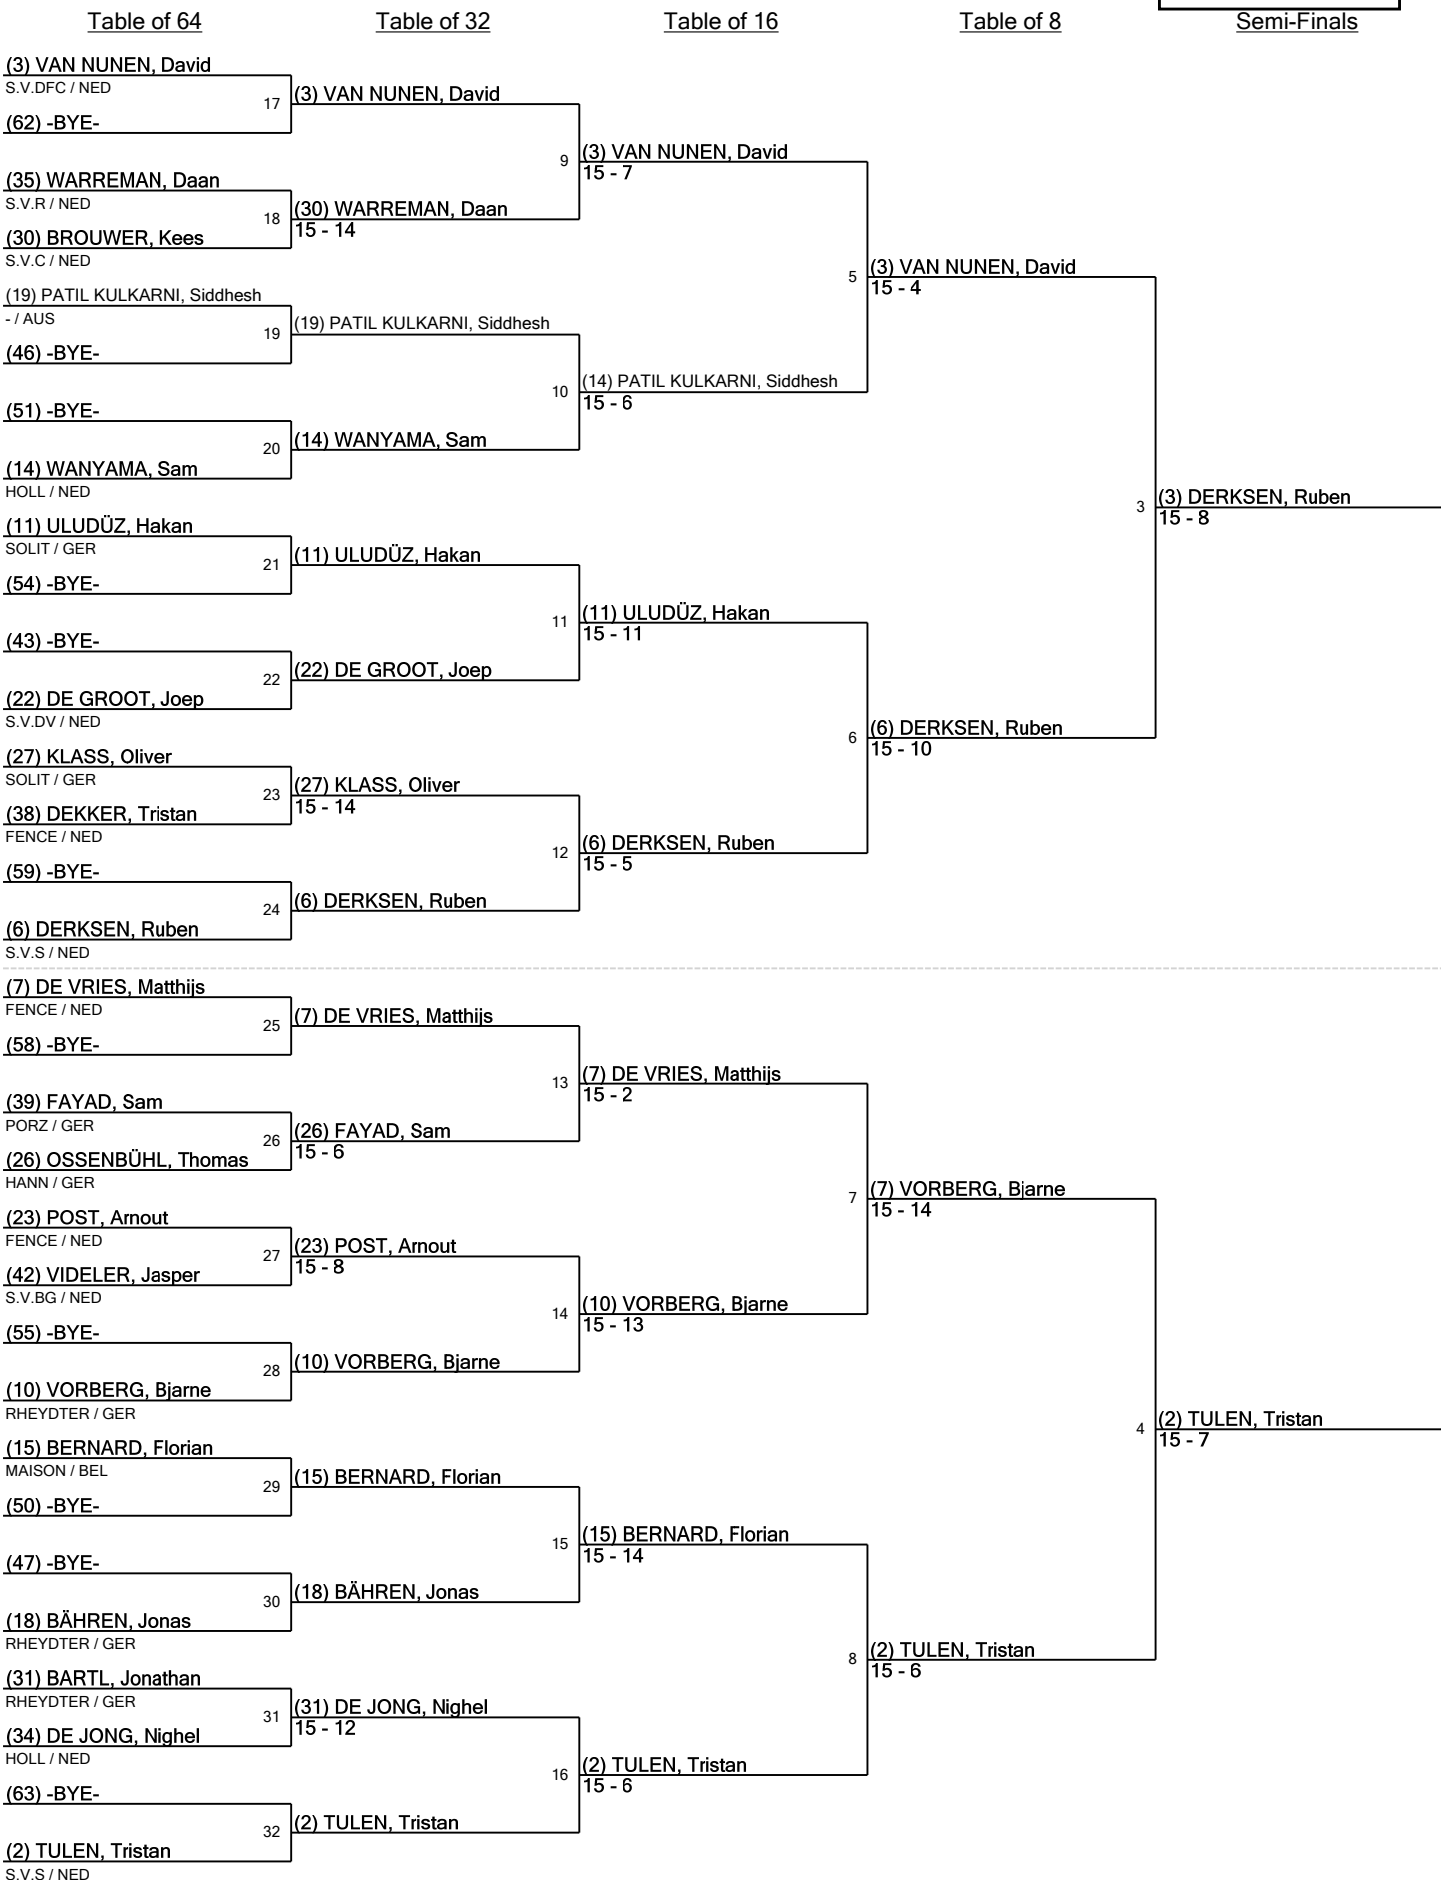 Table of 64
Table of 32
Table of 16
Table of 8
Semi-Finals
(3) VAN NUNEN, David
S.V.DFC / NED
17
(62) -BYE-
(35) WARREMAN, Daan
S.V.R / NED
18
(30) BROUWER, Kees
S.V.C / NED
(19) PATIL KULKARNI, Siddhesh
- / AUS
19
(46) -BYE-
(51) -BYE-
20
(14) WANYAMA, Sam
HOLL / NED
(11) ULUDÜZ, Hakan
SOLIT / GER
21
(54) -BYE-
(43) -BYE-
22
(22) DE GROOT, Joep
S.V.DV / NED
(27) KLASS, Oliver
SOLIT / GER
23
(38) DEKKER, Tristan
FENCE / NED
(59) -BYE-
24
(6) DERKSEN, Ruben
S.V.S / NED
(7) DE VRIES, Matthijs
FENCE / NED
25
(58) -BYE-
(39) FAYAD, Sam
PORZ / GER
26
(26) OSSENBÜHL, Thomas
HANN / GER
(23) POST, Arnout
FENCE / NED
27
(42) VIDELER, Jasper
S.V.BG / NED
(55) -BYE-
28
(10) VORBERG, Bjarne
RHEYDTER / GER
(15) BERNARD, Florian
MAISON / BEL
29
(50) -BYE-
(47) -BYE-
30
(18) BÄHREN, Jonas
RHEYDTER / GER
(31) BARTL, Jonathan
RHEYDTER / GER
31
(34) DE JONG, Nighel
HOLL / NED
(63) -BYE-
32
(2) TULEN, Tristan
S.V.S / NED
(3) VAN NUNEN, David
9
(30) WARREMAN, Daan
15 - 14
(19) PATIL KULKARNI, Siddhesh
10
(14) WANYAMA, Sam
(11) ULUDÜZ, Hakan
11
(22) DE GROOT, Joep
(27) KLASS, Oliver
15 - 14
12
(6) DERKSEN, Ruben
(7) DE VRIES, Matthijs
13
(26) FAYAD, Sam
15 - 6
(23) POST, Arnout
15 - 8
14
(10) VORBERG, Bjarne
(15) BERNARD, Florian
15
(18) BÄHREN, Jonas
(31) DE JONG, Nighel
15 - 12
16
(2) TULEN, Tristan
(3) VAN NUNEN, David
15 - 7
5
(14) PATIL KULKARNI, Siddhesh
15 - 6
(11) ULUDÜZ, Hakan
15 - 11
6
(6) DERKSEN, Ruben
15 - 5
(7) DE VRIES, Matthijs
15 - 2
7
(10) VORBERG, Bjarne
15 - 13
(15) BERNARD, Florian
15 - 14
8
(2) TULEN, Tristan
15 - 6
(3) VAN NUNEN, David
15 - 4
3
(6) DERKSEN, Ruben
15 - 10
(7) VORBERG, Bjarne
15 - 14
4
(2) TULEN, Tristan
15 - 6
(3) DERKSEN, Ruben
15 - 8
(2) TULEN, Tristan
15 - 7